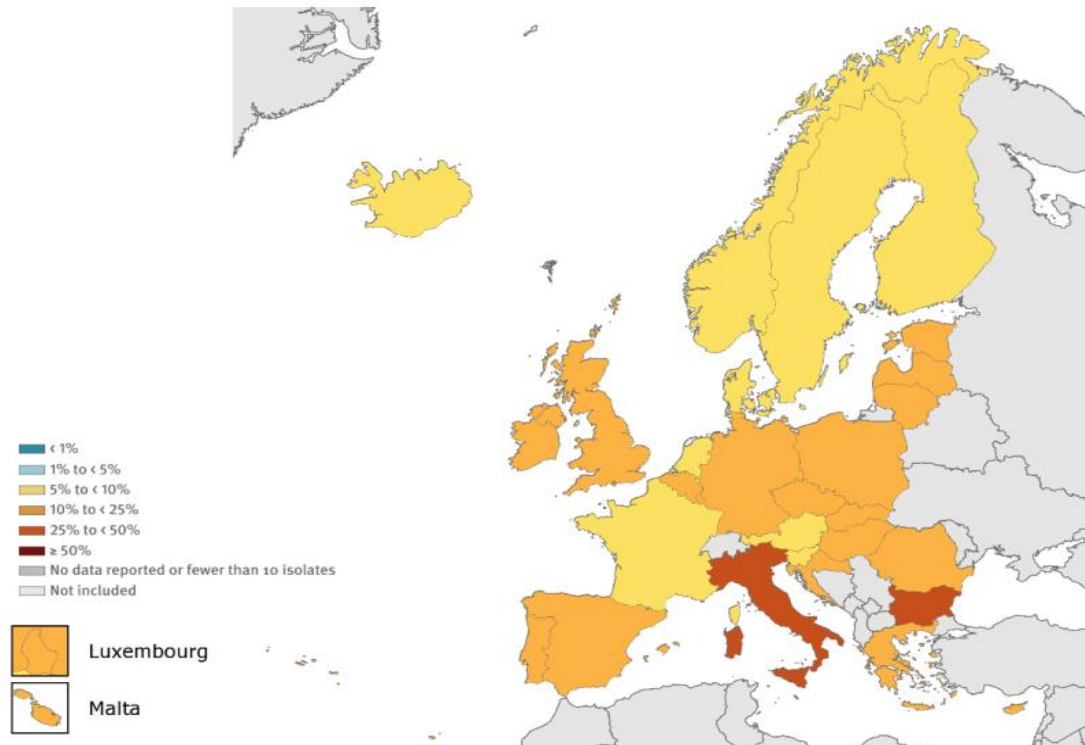 < 1%
1% to < 5%
5% to < 10%
10% to < 25%
25% to < 50%
≥ 50%
No data reported or fewer than 10 isolates
Not included
Luxembourg
Malta